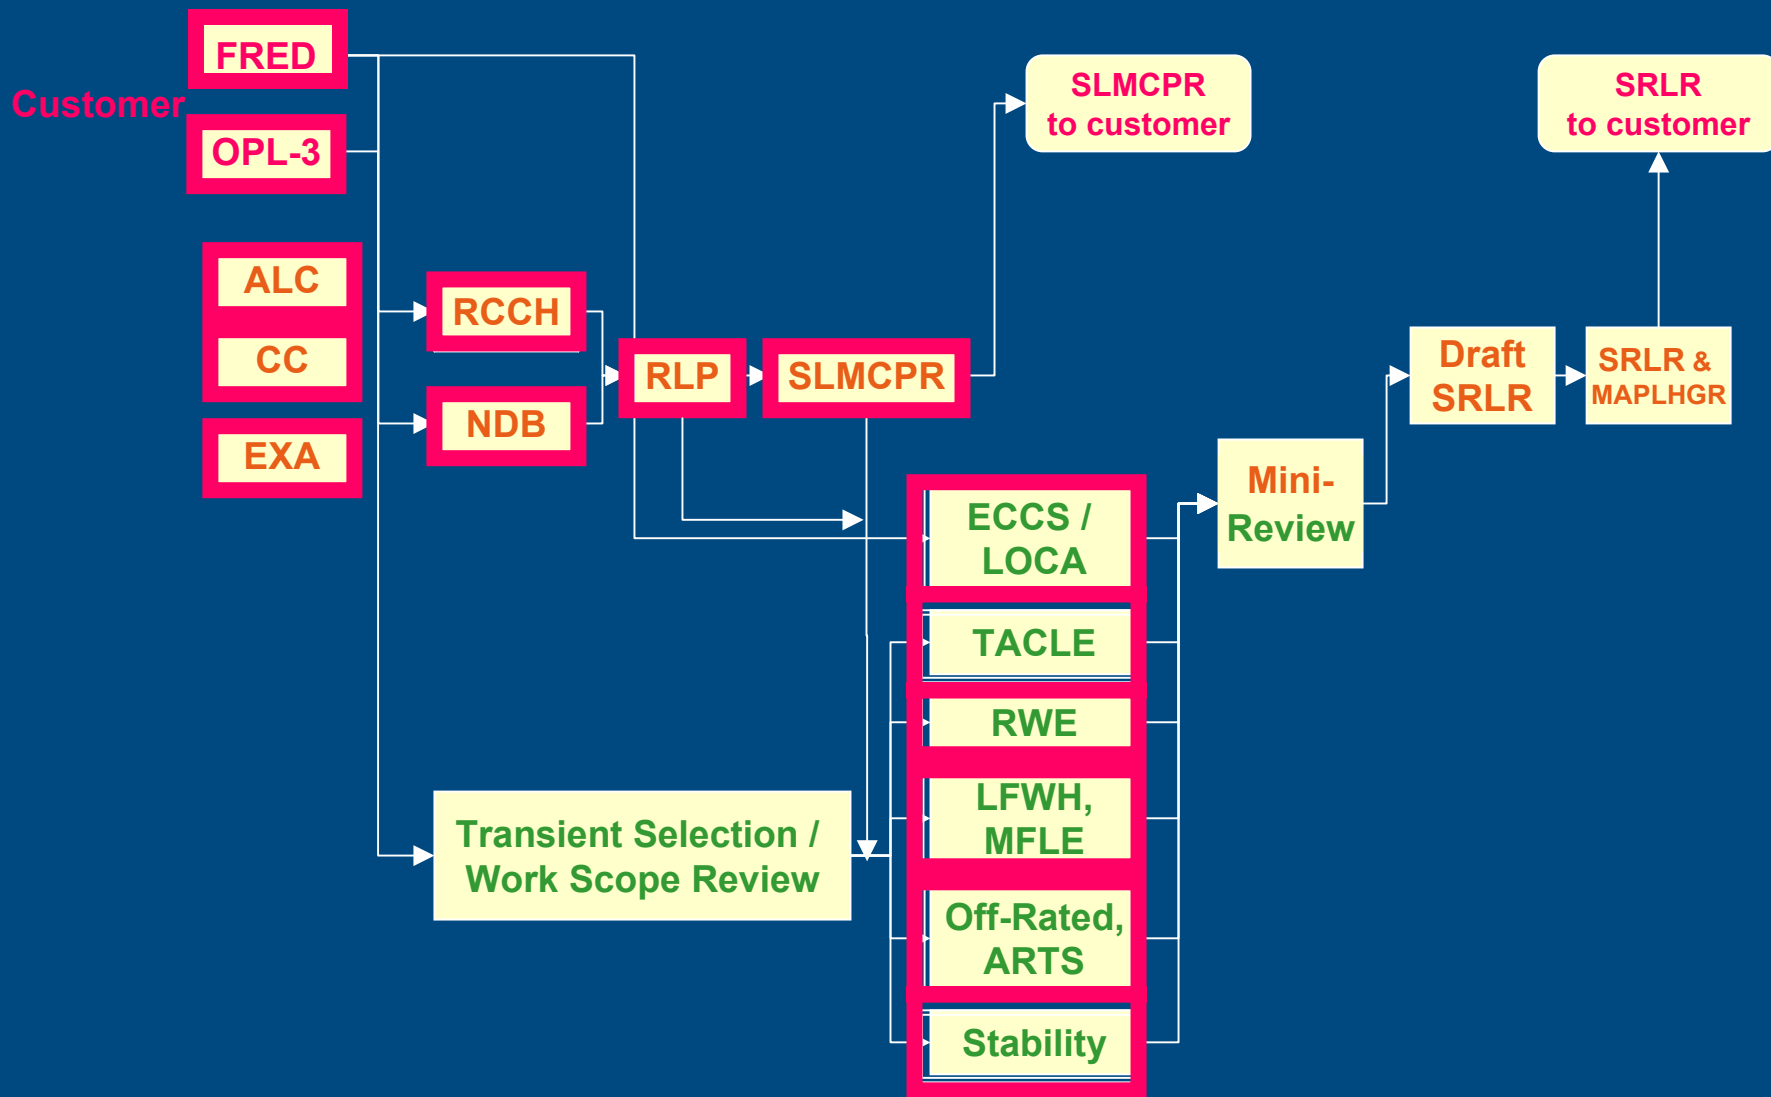 FRED
Customer
OPL-3
SLMCPR
to customer
SRLR
to customer
ALC
CC
EXA
RCCH
NDB
RLP
SLMCPR
Draft
SRLR
SRLR &
MAPLHGR
Mini-
Review
ECCS /
LOCA
TACLE
RWE
LFWH,
MFLE
Off-Rated,
ARTS
Stability
Transient Selection /
Work Scope Review